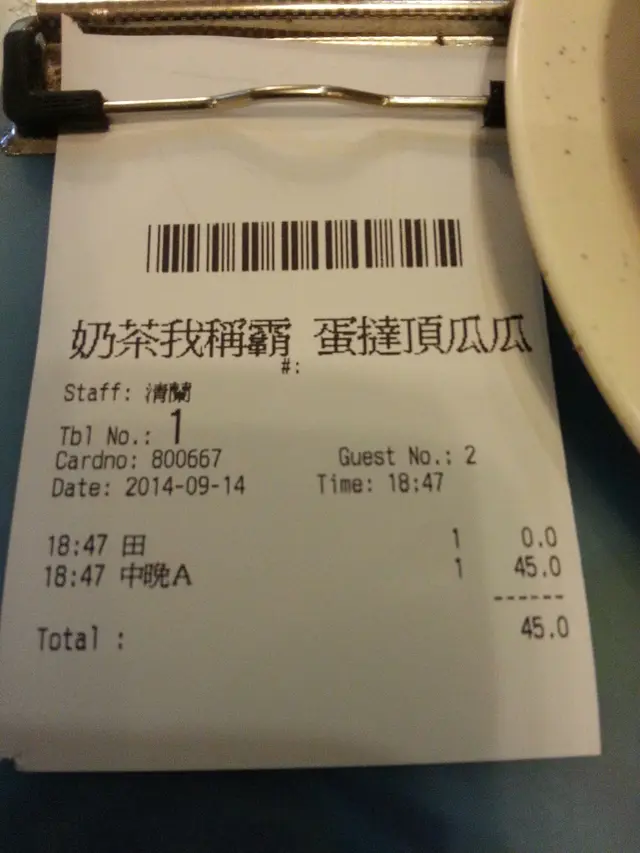 奶茶我稱霸 蛋撻頂瓜瓜
#:
Staff: 清蘭
Tbl No.: 1
Cardno: 800667 Guest No.: 2
Date: 2014-09-14 Time: 18:47
18:47 田 1 0.0
18:47 中晚A 1 45.0
------
Total : 45.0